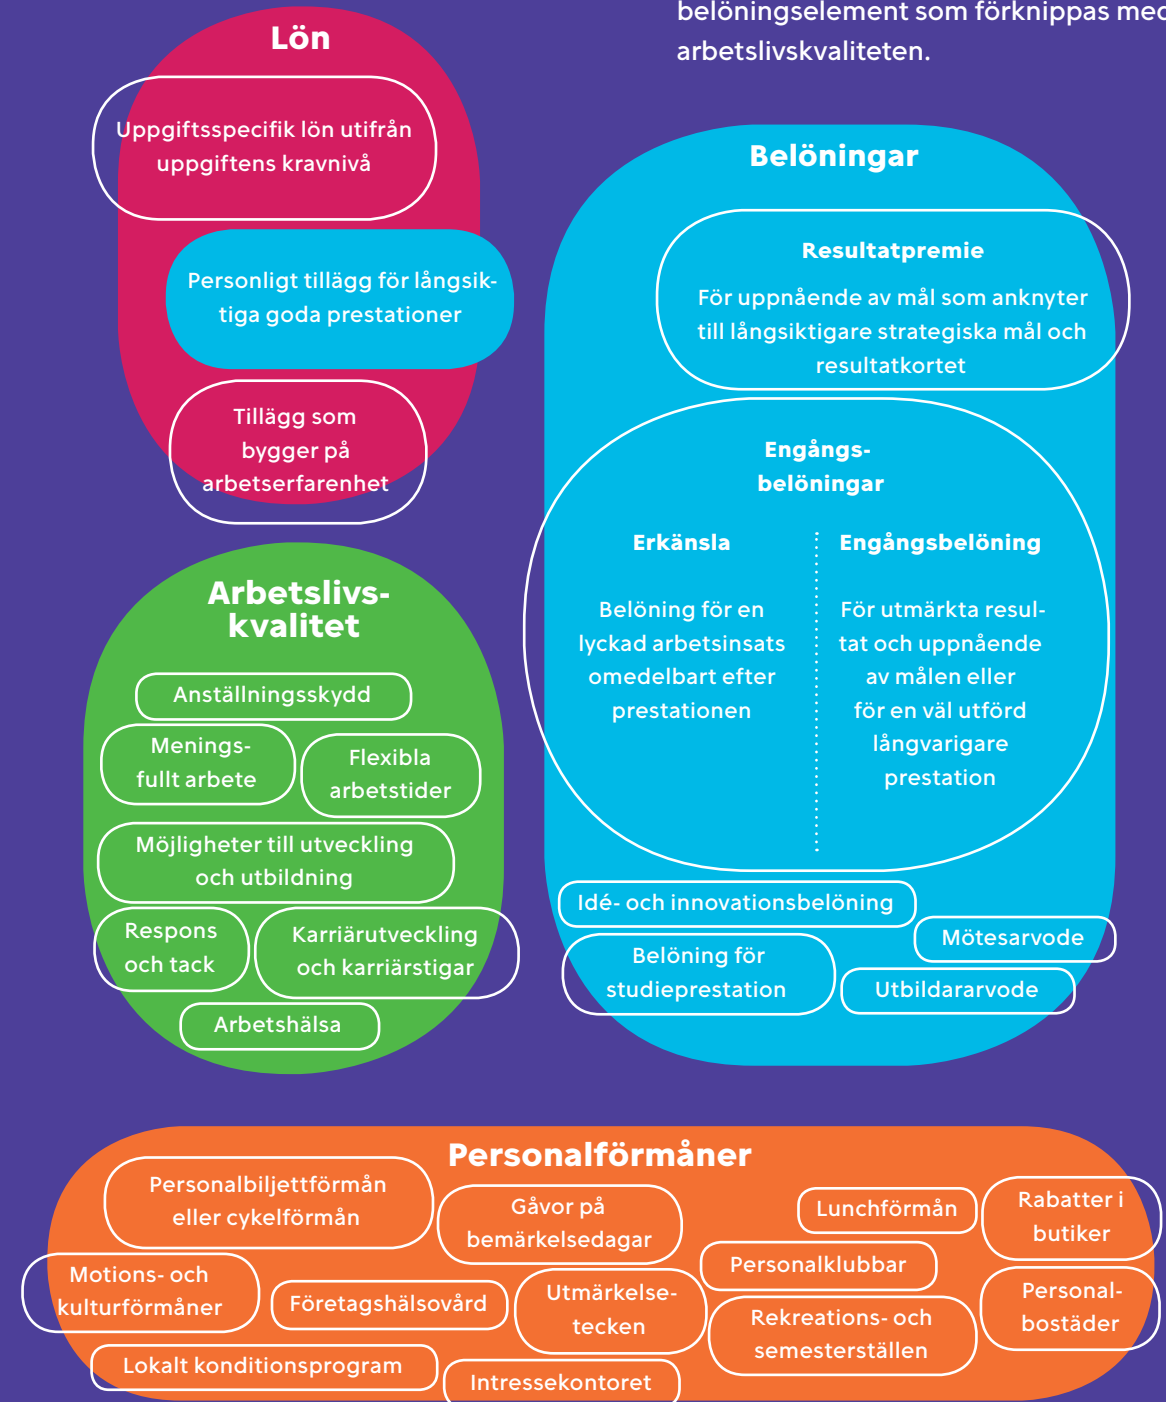 belöningselement som förknippas med
arbetslivskvaliteten.
Lön
Uppgiftsspecifik lön utifrån
uppgiftens kravnivå
Personligt tillägg för långsik-
tiga goda prestationer
Tillägg som
bygger på
arbetserfarenhet
Belöningar
Resultatpremie
För uppnående av mål som anknyter
till långsiktigare strategiska mål och
resultatkortet
Engångs-
belöningar
Erkänsla
Belöning för en
lyckad arbetsinsats
omedelbart efter
prestationen
Engångsbelöning
För utmärkta resul-
tat och uppnående
av målen eller
för en väl utförd
långvarigare
prestation
Idé- och innovationsbelöning
Mötesarvode
Belöning för
studieprestation
Utbildararvode
Arbetslivs-
kvalitet
Anställningsskydd
Menings-
fullt arbete
Flexibla
arbetstider
Möjligheter till utveckling
och utbildning
Respons
och tack
Karriärutveckling
och karriärstigar
Arbetshälsa
Personalförmåner
Personalbiljettförmån
eller cykelförmån
Gåvor på
bemärkelsedagar
Lunchförmån
Rabatter i
butiker
Motions- och
kulturförmåner
Företagshälsovård
Utmärkelse-
tecken
Personalklubbar
Rekreations- och
semesterställen
Personal-
bostäder
Lokalt konditionsprogram
Intressekontoret